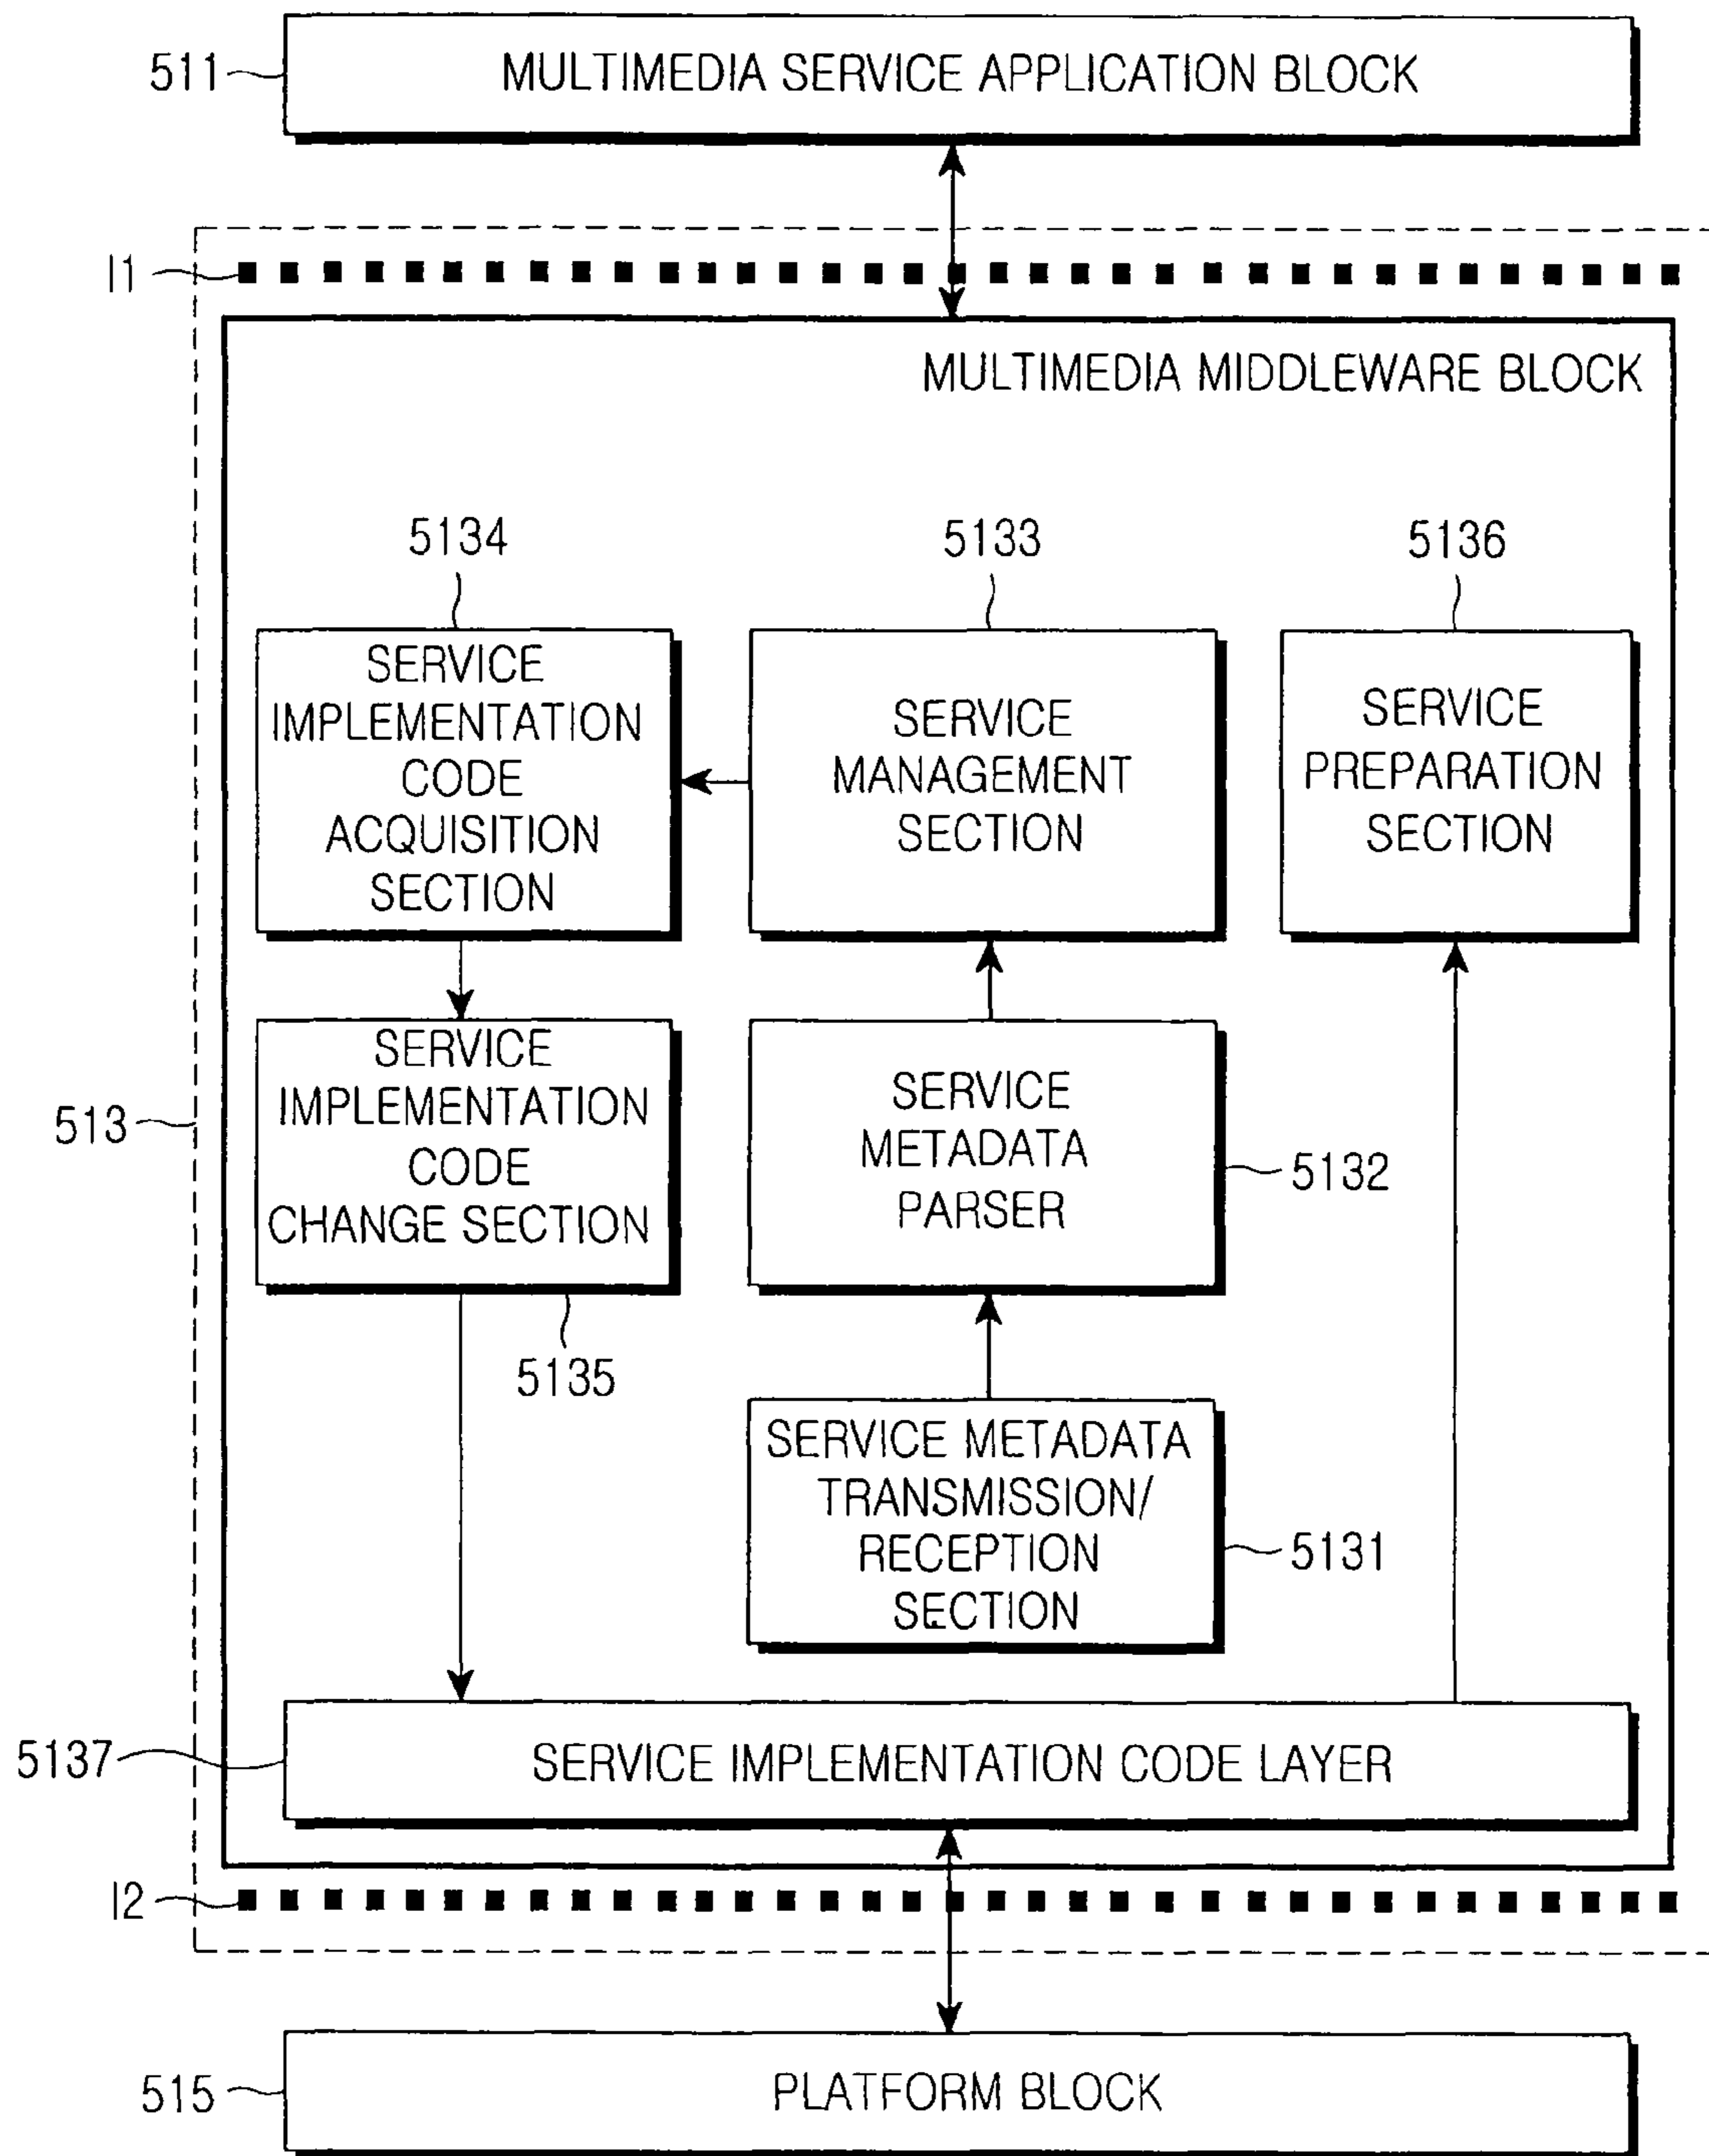 511
MULTIMEDIA SERVICE APPLICATION BLOCK
I1
MULTIMEDIA MIDDLEWARE BLOCK
5134
5133
5136
SERVICE
IMPLEMENTATION
CODE
ACQUISITION
SECTION
SERVICE
MANAGEMENT
SECTION
SERVICE
PREPARATION
SECTION
513
SERVICE
IMPLEMENTATION
CODE
CHANGE SECTION
5135
SERVICE
METADATA
PARSER
5132
SERVICE METADATA
TRANSMISSION/
RECEPTION
SECTION
5131
5137
SERVICE IMPLEMENTATION CODE LAYER
I2
515
PLATFORM BLOCK